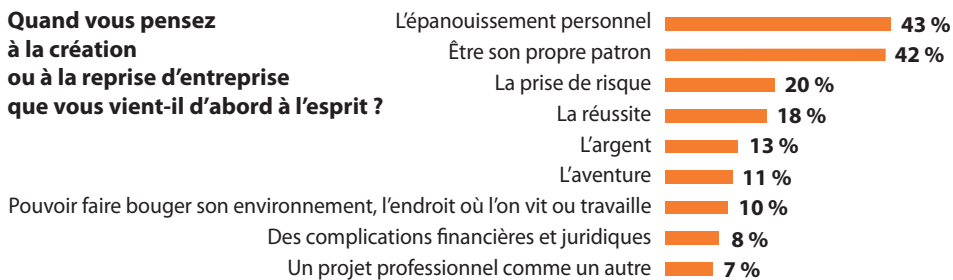 Quand vous pensez
à la création
ou à la reprise d’entreprise
que vous vient-il d’abord à l’esprit ?
L’épanouissement personnel 43 %
Être son propre patron 42 %
La prise de risque 20 %
La réussite 18 %
L’argent 13 %
L’aventure 11 %
Pouvoir faire bouger son environnement, l’endroit où l’on vit ou travaille 10 %
Des complications financières et juridiques 8 %
Un projet professionnel comme un autre 7 %